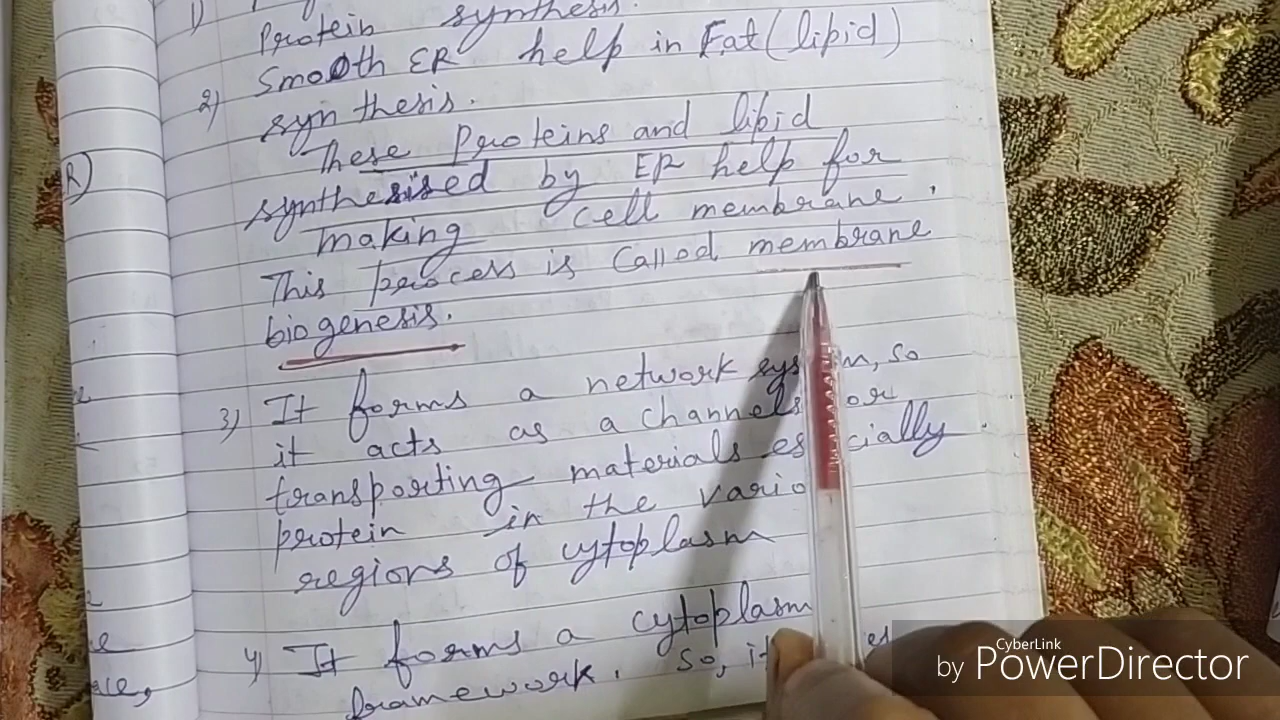 1)
Protein synthesis.
2) Smooth ER help in Fat (lipid)
synthesis.
R) These Proteins and lipid
synthesised by ER help for
making cell membrane.
This process is called membrane
biogenesis.
3) It forms a network so
it acts as a channels
transporting materials
protein in the
regions of cytoplasm
4) It forms a cytoplasm
framework. So,
CyberLink
by PowerDirector